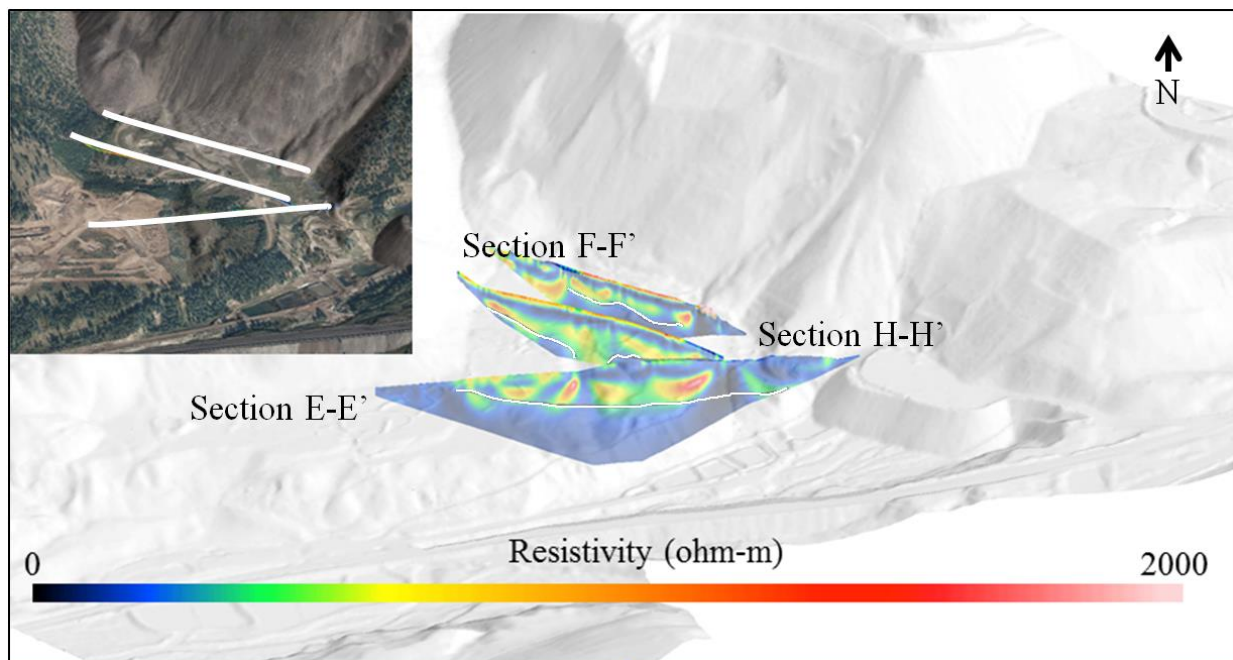 N
Section F-F’
Section H-H’
Section E-E’
Resistivity (ohm-m)
0
2000